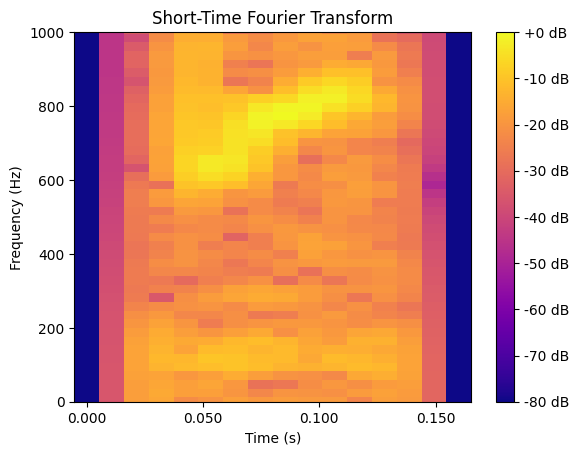 Short-Time Fourier Transform
1000
800
600
400
200
0
Frequency (Hz)
0.000
0.050
0.100
0.150
Time (s)
+0 dB
-10 dB
-20 dB
-30 dB
-40 dB
-50 dB
-60 dB
-70 dB
-80 dB